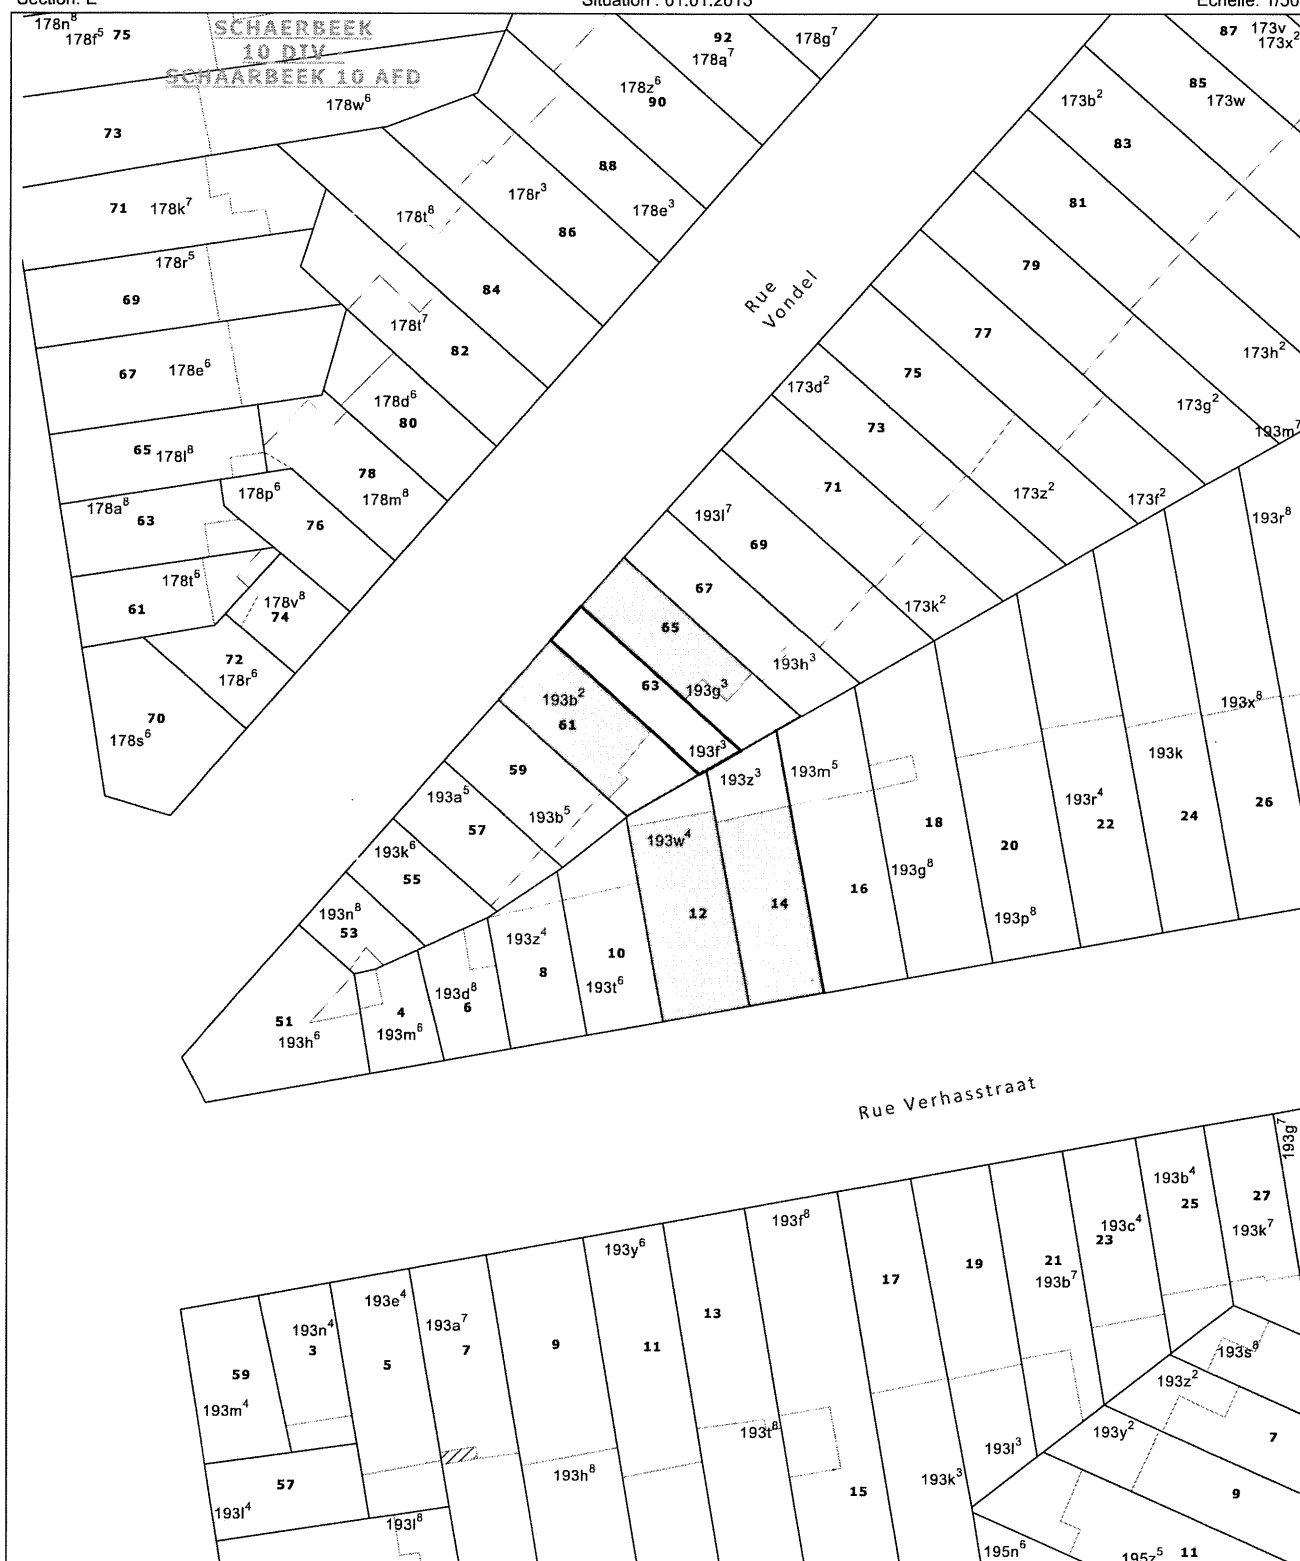 Situation : 01.01.2013
178n⁸
178f⁵ 75
SCHAERBEEK
10 DIV
SCHAARBEEK 10 AFD
92
178q⁷
178g⁷
87 173v
173x²
178z⁶
90
85
173w
178w⁶
173b²
73
83
88
178r³
178e³
71 178k⁷
178t⁸
86
81
178r⁵
69
84
79
Rue
Vondel
178t⁷
82
77
173h²
67 178e⁶
178d⁶
80
173d²
75
73
173g²
193m⁷
65 178l⁸
78
178m⁸
178p⁶
76
71
173z²
173f²
178a⁸
63
193l⁷
69
193r⁸
178t⁶
61
178v⁸
74
67
173k²
65
72
178r⁶
193h³
63
193g³
193b²
61
193x⁸
70
178s⁶
193f³
193k
59
193z³
193m⁵
193a⁵
57
193b⁵
193r⁴
22
24
26
18
193w⁴
20
193k⁶
55
193g⁸
16
12
14
193p⁸
193n⁸
53
193z⁴
8
10
193t⁶
51
193h⁶
4
193m⁶
193d⁸
6
Rue Verhasstraat
193g⁷
193b⁴
25
27
193k⁷
193f⁸
193c⁴
23
193y⁶
17
19
21
193b⁷
193e⁴
193n⁴
3
193a⁷
7
13
9
11
5
59
193m⁴
193s⁸
193z²
193y²
7
193t⁸
193l³
193h⁸
193k³
57
193l⁴
15
9
193l⁸
195n⁶
195z⁵ 11